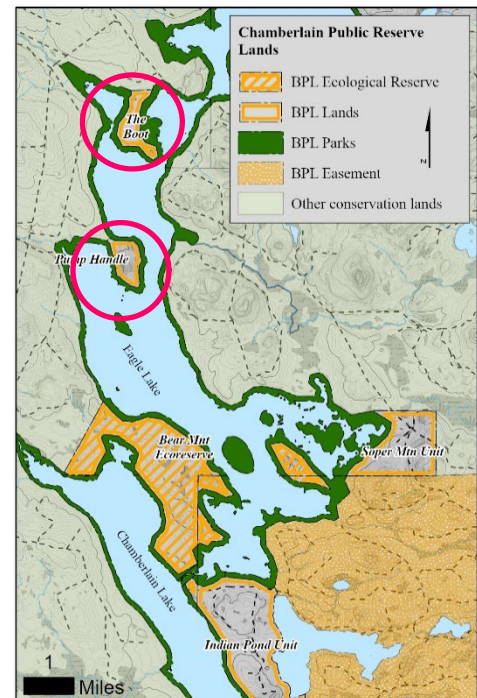 Chamberlain Public Reserve
Lands
BPL Ecological Reserve
BPL Lands
BPL Parks
BPL Easement
Other conservation lands
N
The
Boot
Pump Handle
Eagle Lake
Bear Mnt
Ecoreserve
Soper Mtn Unit
Chamberlain Lake
Indian Pond Unit
1
Miles